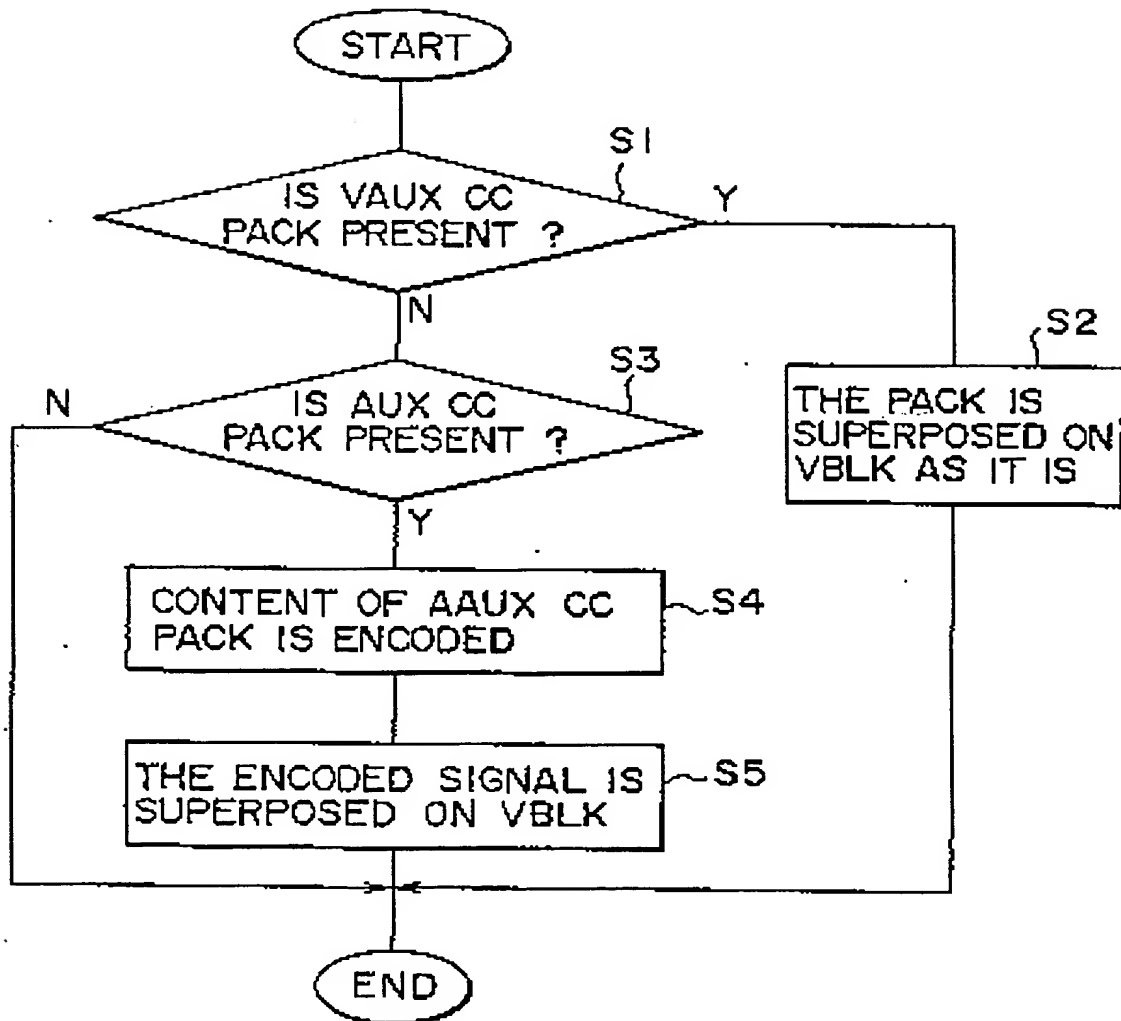 START
S1
IS VAUX CC
PACK PRESENT ?
Y
N
S2
THE PACK IS
SUPERPOSED ON
VBLK AS IT IS
S3
N
IS AUX CC
PACK PRESENT ?
Y
CONTENT OF AAUX CC
PACK IS ENCODED
S4
THE ENCODED SIGNAL IS
SUPERPOSED ON VBLK
S5
END